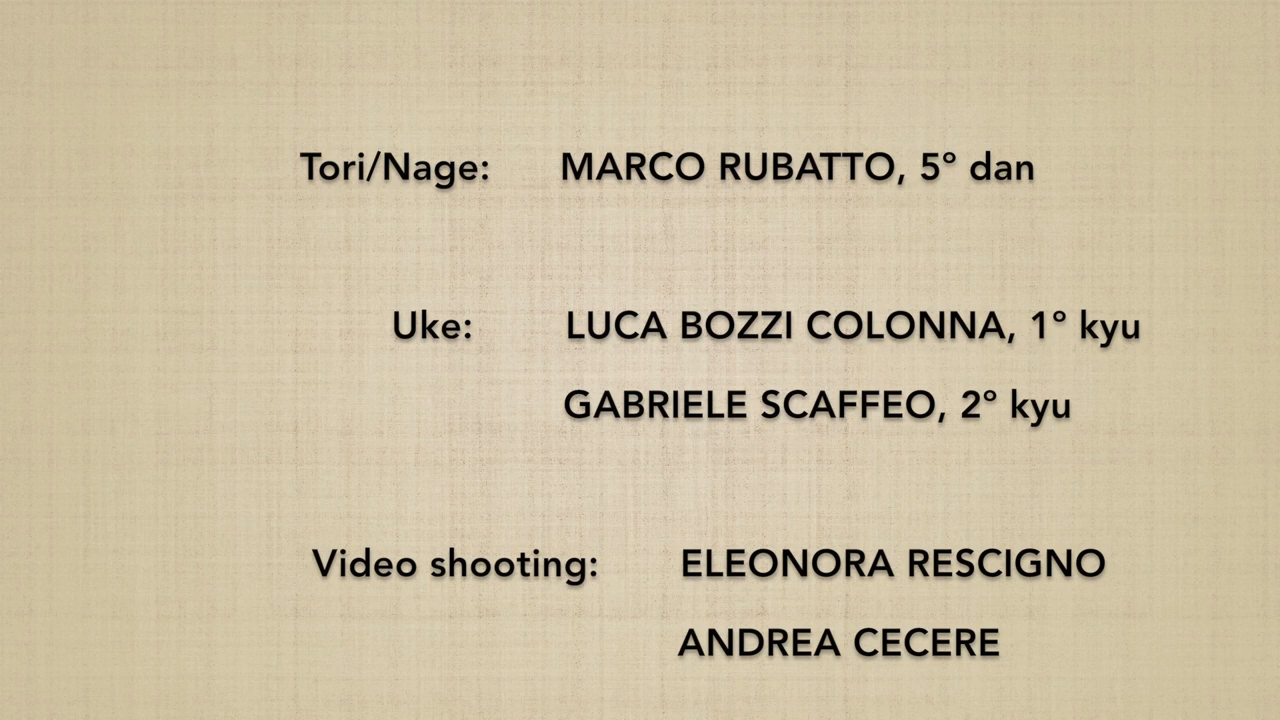 Tori/Nage: MARCO RUBATTO, 5° dan
Uke: LUCA BOZZI COLONNA, 1° kyu
GABRIELE SCAFFEO, 2° kyu
Video shooting: ELEONORA RESCIGNO
ANDREA CECERE